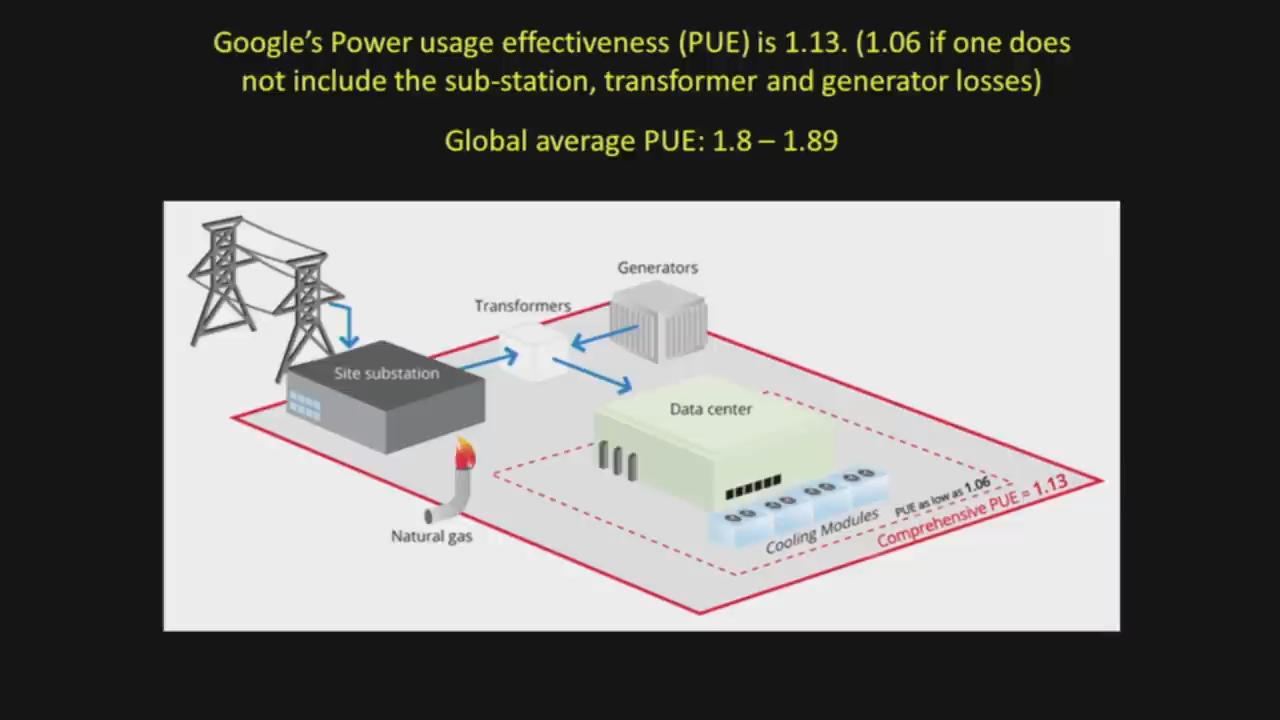 Google's Power usage effectiveness (PUE) is 1.13. (1.06 if one does
not include the sub-station, transformer and generator losses)
Global average PUE: 1.8 – 1.89
Generators
Transformers
Site substation
Data center
PUE as low as 1.06
Comprehensive PUE = 1.13
Cooling Modules
Natural gas